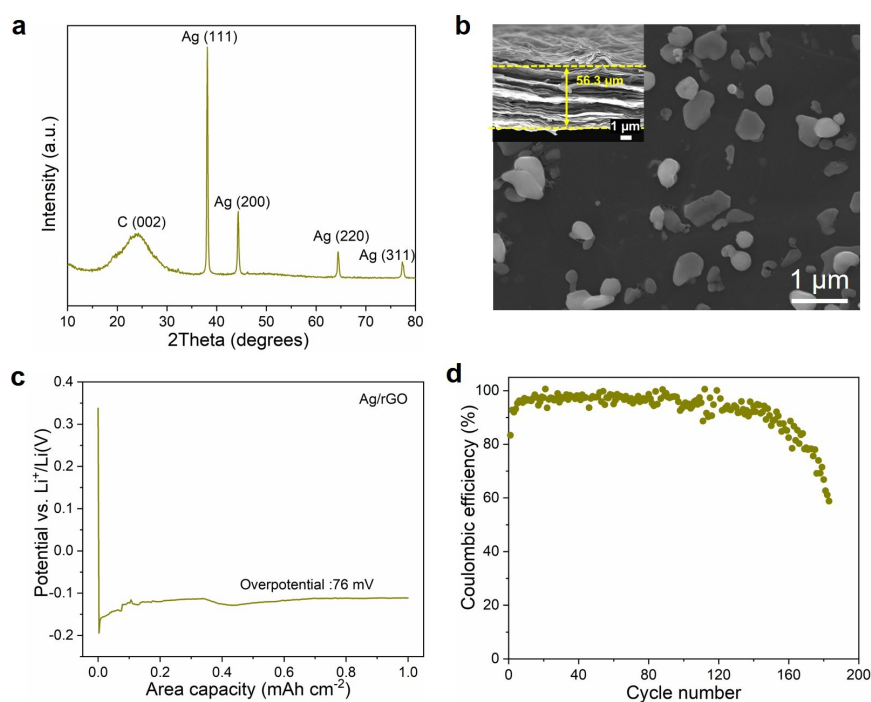 a
Ag (111)
C (002)
Ag (200)
Ag (220)
Ag (311)
Intensity (a.u.)
10 20 30 40 50 60 70 80
2Theta (degrees)
b
56.3 μm
1 μm
1 μm
c
Ag/rGO
0.4
0.3
0.2
0.1
0.0
-0.1
-0.2
Potential vs. Li⁺/Li(V)
Overpotential :76 mV
0.0 0.2 0.4 0.6 0.8 1.0
Area capacity (mAh cm⁻²)
d
100
80
60
40
20
0
Coulombic efficiency (%)
0 40 80 120 160 200
Cycle number